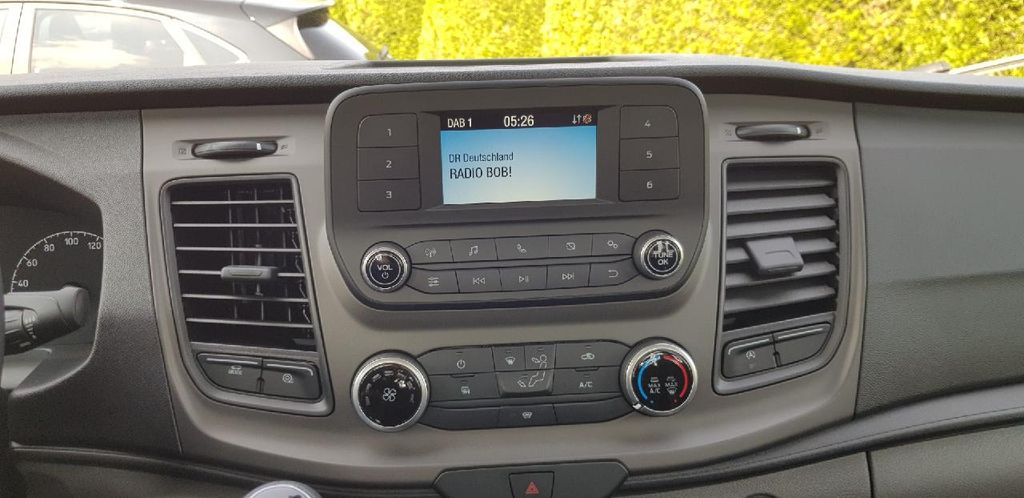 DAB 1 05:26
DR Deutschland
RADIO BOB!
1
2
3
4
5
6
VOL
TUNE
OK
40
60
80
100
120
MODE
A/C
MAX
A/C
MAX